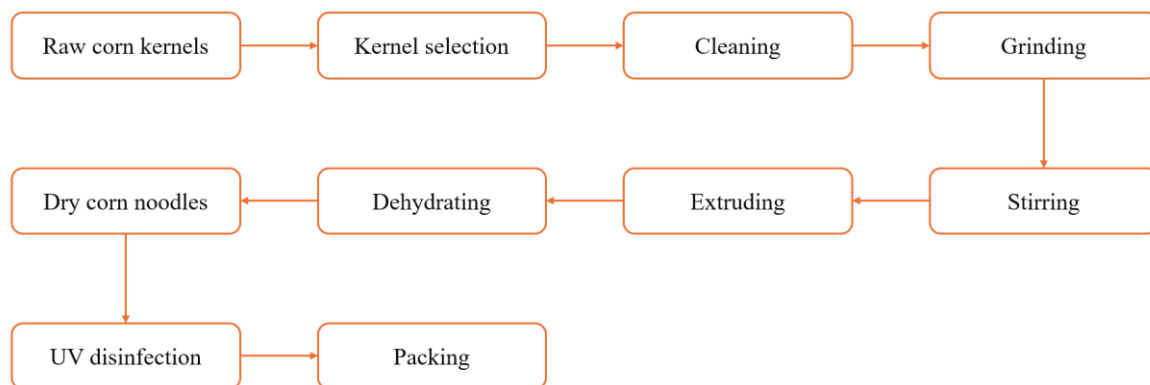 Raw corn kernels
Kernel selection
Cleaning
Grinding
Stirring
Extruding
Dehydrating
Dry corn noodles
UV disinfection
Packing